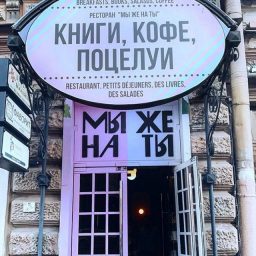 BREAKFASTS, BOOKS, SALADS, COFFEE
РЕСТОРАН "МЫ ЖЕ НА ТЫ"
КНИГИ, КОФЕ,
ПОЦЕЛУИ
RESTAURANT, PETITS DÉJEUNERS, DES LIVRES,
DES SALADES
МЫ ЖЕ
НА ТЫ